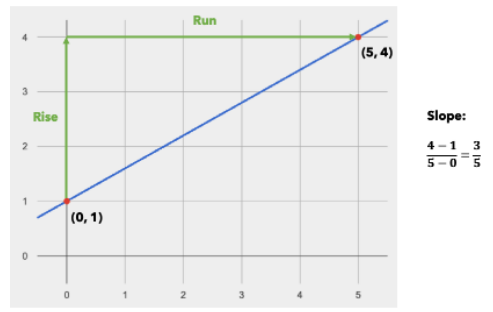 Run
4
(5, 4)
3
Rise
Slope:
4 − 1
5 − 0
=
3
5
2
1
(0, 1)
0
0 1 2 3 4 5